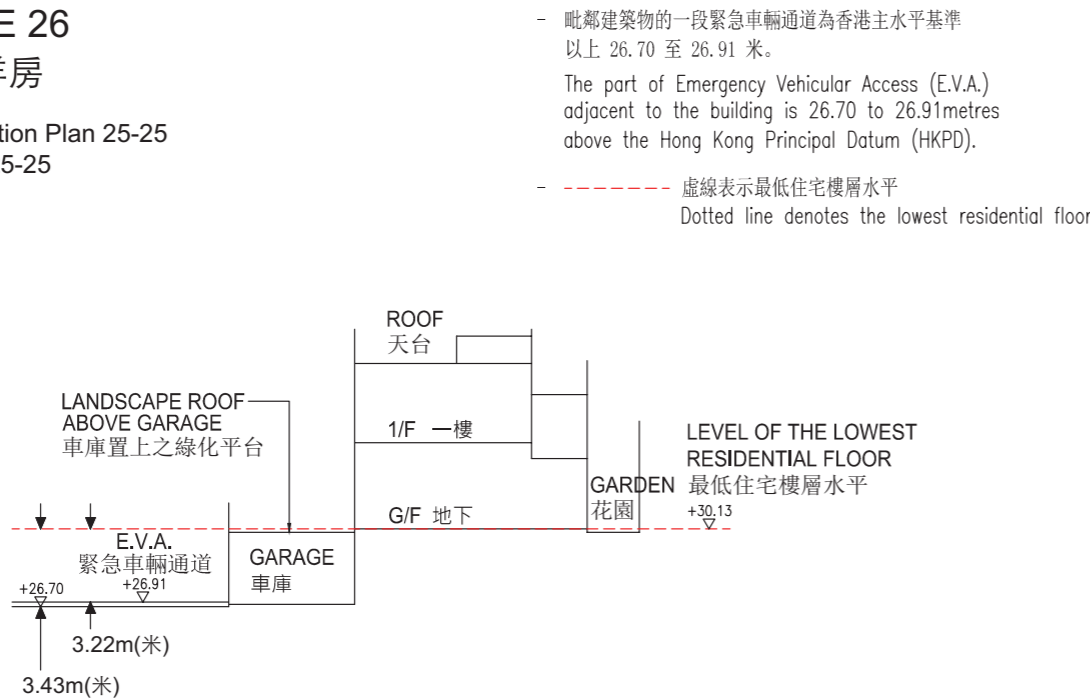 E 26
洋房
tion Plan 25-25
5-25
- 毗鄰建築物的一段緊急車輛通道為香港主水平基準
以上 26.70 至 26.91 米。
The part of Emergency Vehicular Access (E.V.A.)
adjacent to the building is 26.70 to 26.91metres
above the Hong Kong Principal Datum (HKPD).
- 虛線表示最低住宅樓層水平
Dotted line denotes the lowest residential floor
ROOF
天台
LANDSCAPE ROOF
ABOVE GARAGE
車庫置上之綠化平台
1/F 一樓
LEVEL OF THE LOWEST
RESIDENTIAL FLOOR
最低住宅樓層水平
+30.13
GARDEN
花園
G/F 地下
E.V.A.
緊急車輛通道
+26.91
+26.70
GARAGE
車庫
3.22m(米)
3.43m(米)